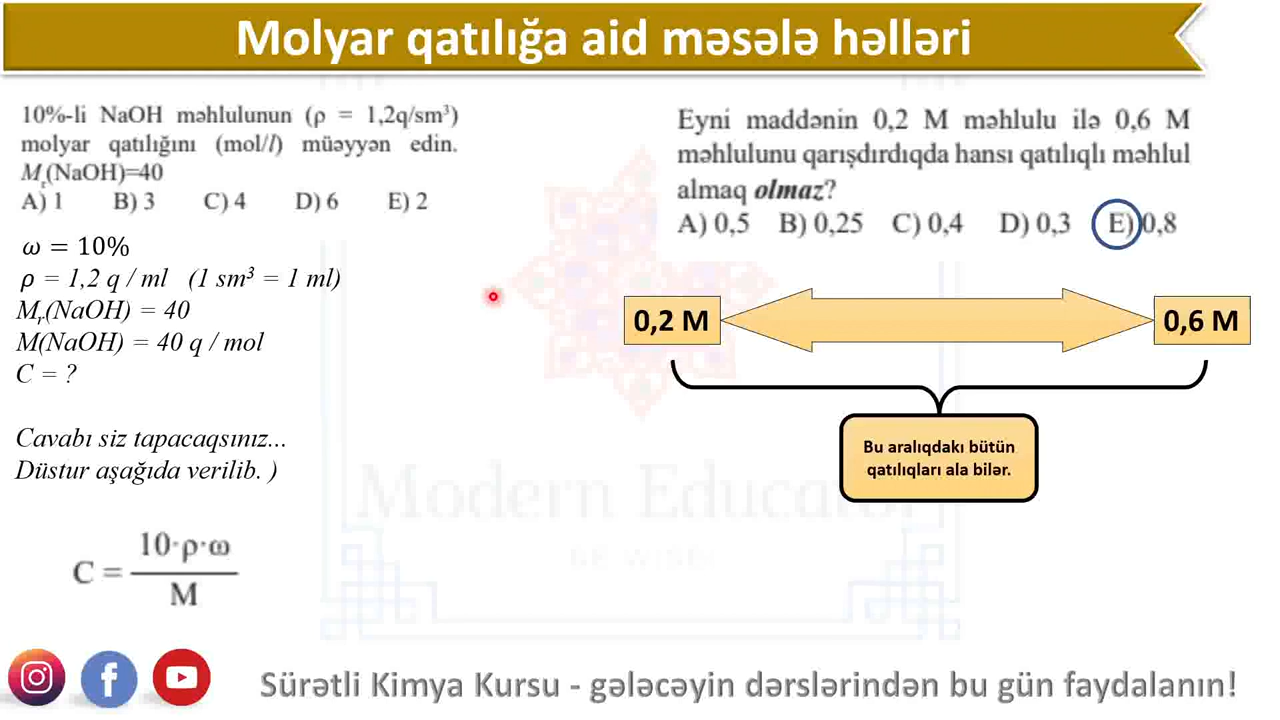 Molyar qatılığa aid məsələ həlləri
10%-li NaOH məhlulunun (ρ = 1,2q/sm³)
molyar qatılığını (mol/l) müəyyən edin.
Mᵣ(NaOH)=40
A) 1 B) 3 C) 4 D) 6 E) 2
ω = 10%
ρ = 1,2 q / ml (1 sm³ = 1 ml)
Mᵣ(NaOH) = 40
M(NaOH) = 40 q / mol
C = ?
Cavabı siz tapacaqsınız...
Düstur aşağıda verilib. )
C = 10·ρ·ω / M
Eyni maddənin 0,2 M məhlulu ilə 0,6 M
məhlulunu qarışdırdıqda hansı qatılıqlı məhlul
almaq olmaz?
A) 0,5 B) 0,25 C) 0,4 D) 0,3 E) 0,8
0,2 M
0,6 M
Bu aralıqdakı bütün
qatılıqları ala bilər.
Modern Educator
BE WISE
Sürətli Kimya Kursu - gələcəyin dərslərindən bu gün faydalanın!